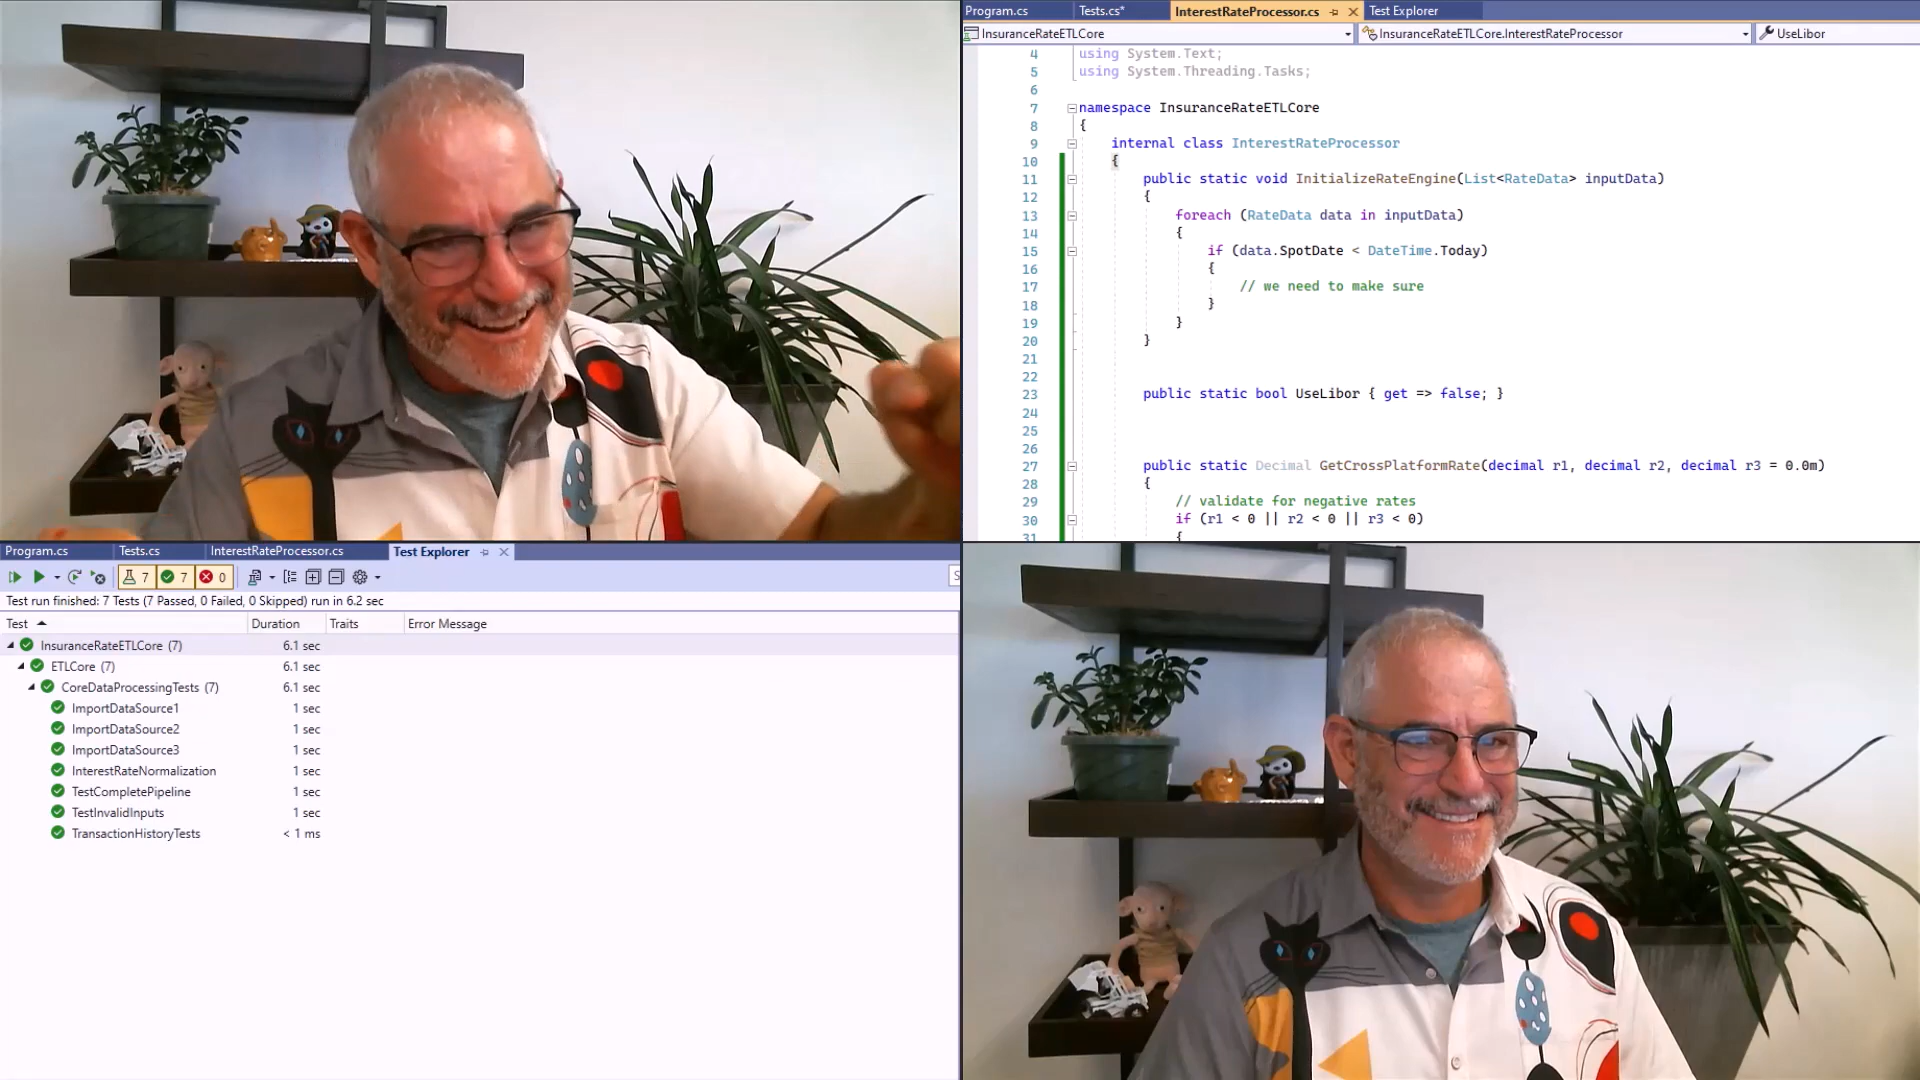 Program.cs Tests.cs* InterestRateProcessor.cs Test Explorer
InsuranceRateETLCore InsuranceRateETLCore.InterestRateProcessor UseLibor
4 using System.Text;
5 using System.Threading.Tasks;
6
7 namespace InsuranceRateETLCore
8 {
9 internal class InterestRateProcessor
10 {
11 public static void InitializeRateEngine(List<RateData> inputData)
12 {
13 foreach (RateData data in inputData)
14 {
15 if (data.SpotDate < DateTime.Today)
16 {
17 // we need to make sure
18 }
19 }
20 }
21
22
23 public static bool UseLibor { get => false; }
24
25
26
27 public static Decimal GetCrossPlatformRate(decimal r1, decimal r2, decimal r3 = 0.0m)
28 {
29 // validate for negative rates
30 if (r1 < 0 || r2 < 0 || r3 < 0)
31 {
Program.cs Tests.cs InterestRateProcessor.cs Test Explorer
7 7 0
Test run finished: 7 Tests (7 Passed, 0 Failed, 0 Skipped) run in 6.2 sec
Test Duration Traits Error Message
InsuranceRateETLCore (7) 6.1 sec
ETLCore (7) 6.1 sec
CoreDataProcessingTests (7) 6.1 sec
ImportDataSource1 1 sec
ImportDataSource2 1 sec
ImportDataSource3 1 sec
InterestRateNormalization 1 sec
TestCompletePipeline 1 sec
TestInvalidInputs 1 sec
TransactionHistoryTests < 1 ms